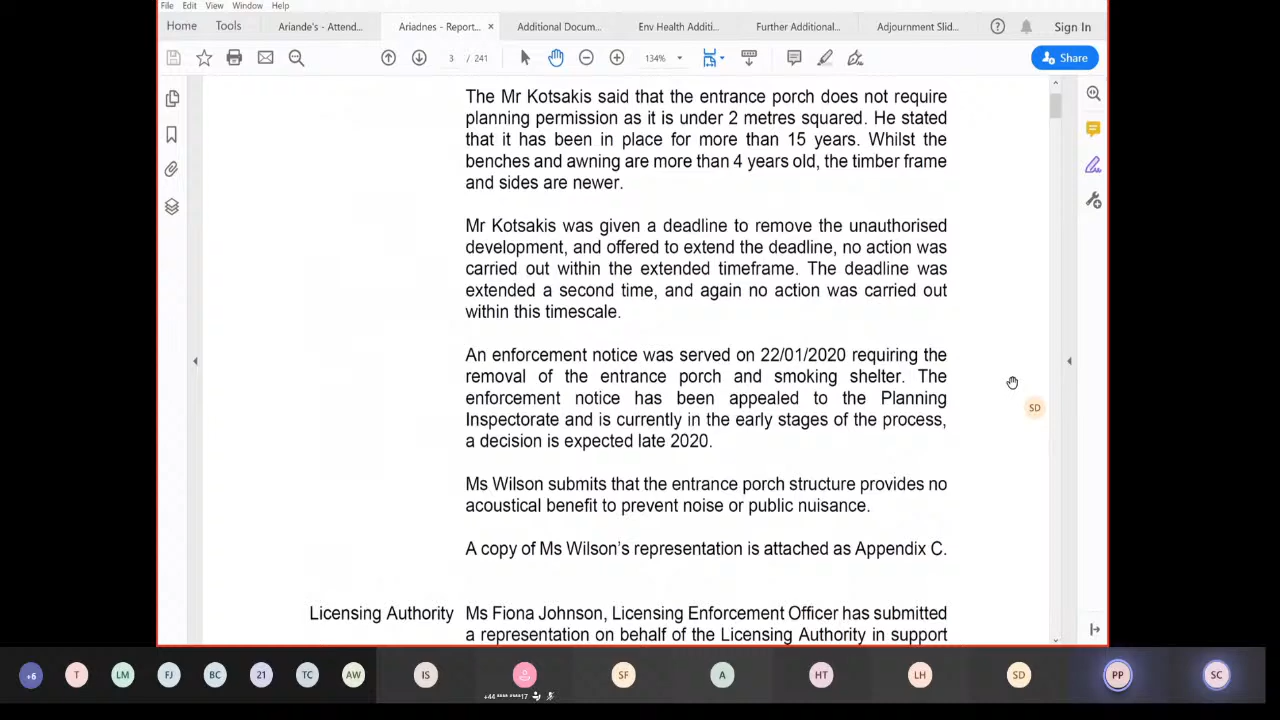 File Edit View Window Help
Home Tools Ariande's - Attend... Ariadnes - Report... × Additional Docum... Env Health Additi... Further Additional... Adjournment Slid... Sign In
3 / 241 134% Share
The Mr Kotsakis said that the entrance porch does not require
planning permission as it is under 2 metres squared. He stated
that it has been in place for more than 15 years. Whilst the
benches and awning are more than 4 years old, the timber frame
and sides are newer.
Mr Kotsakis was given a deadline to remove the unauthorised
development, and offered to extend the deadline, no action was
carried out within the extended timeframe. The deadline was
extended a second time, and again no action was carried out
within this timescale.
An enforcement notice was served on 22/01/2020 requiring the
removal of the entrance porch and smoking shelter. The
enforcement notice has been appealed to the Planning
Inspectorate and is currently in the early stages of the process,
a decision is expected late 2020.
SD
Ms Wilson submits that the entrance porch structure provides no
acoustical benefit to prevent noise or public nuisance.
A copy of Ms Wilson's representation is attached as Appendix C.
Licensing Authority Ms Fiona Johnson, Licensing Enforcement Officer has submitted
a representation on behalf of the Licensing Authority in support
+6 T LM FJ BC 21 TC AW IS SF A HT LH SD PP SC
+44 **** ****17